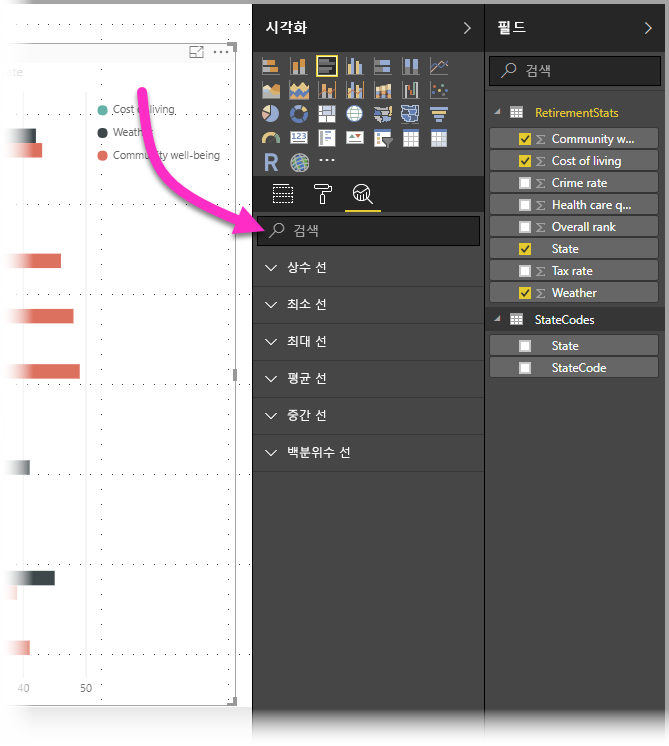 Cost of living
Weather
Community well-being
40
50
시각화
123
R
검색
상수 선
최소 선
최대 선
평균 선
중간 선
백분위수 선
필드
검색
RetirementStats
Community w...
Cost of living
Crime rate
Health care q...
Overall rank
State
Tax rate
Weather
StateCodes
State
StateCode